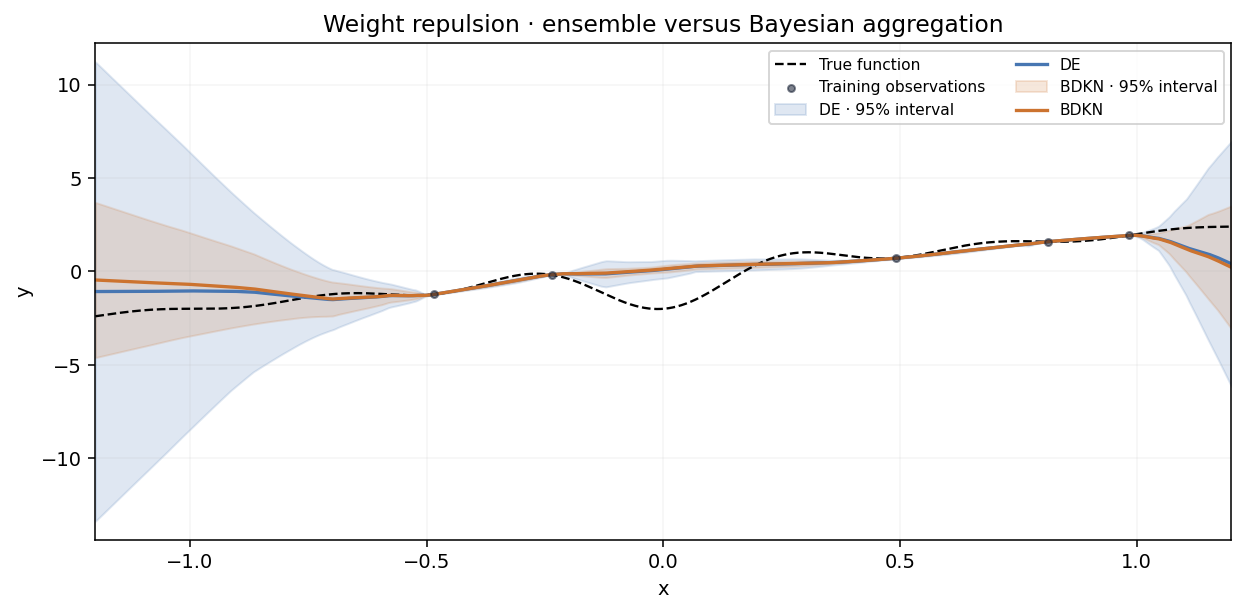 Weight repulsion · ensemble versus Bayesian aggregation
True function
Training observations
DE · 95% interval
DE
BDKN · 95% interval
BDKN
10
5
0
−5
−10
y
−1.0
−0.5
0.0
0.5
1.0
x